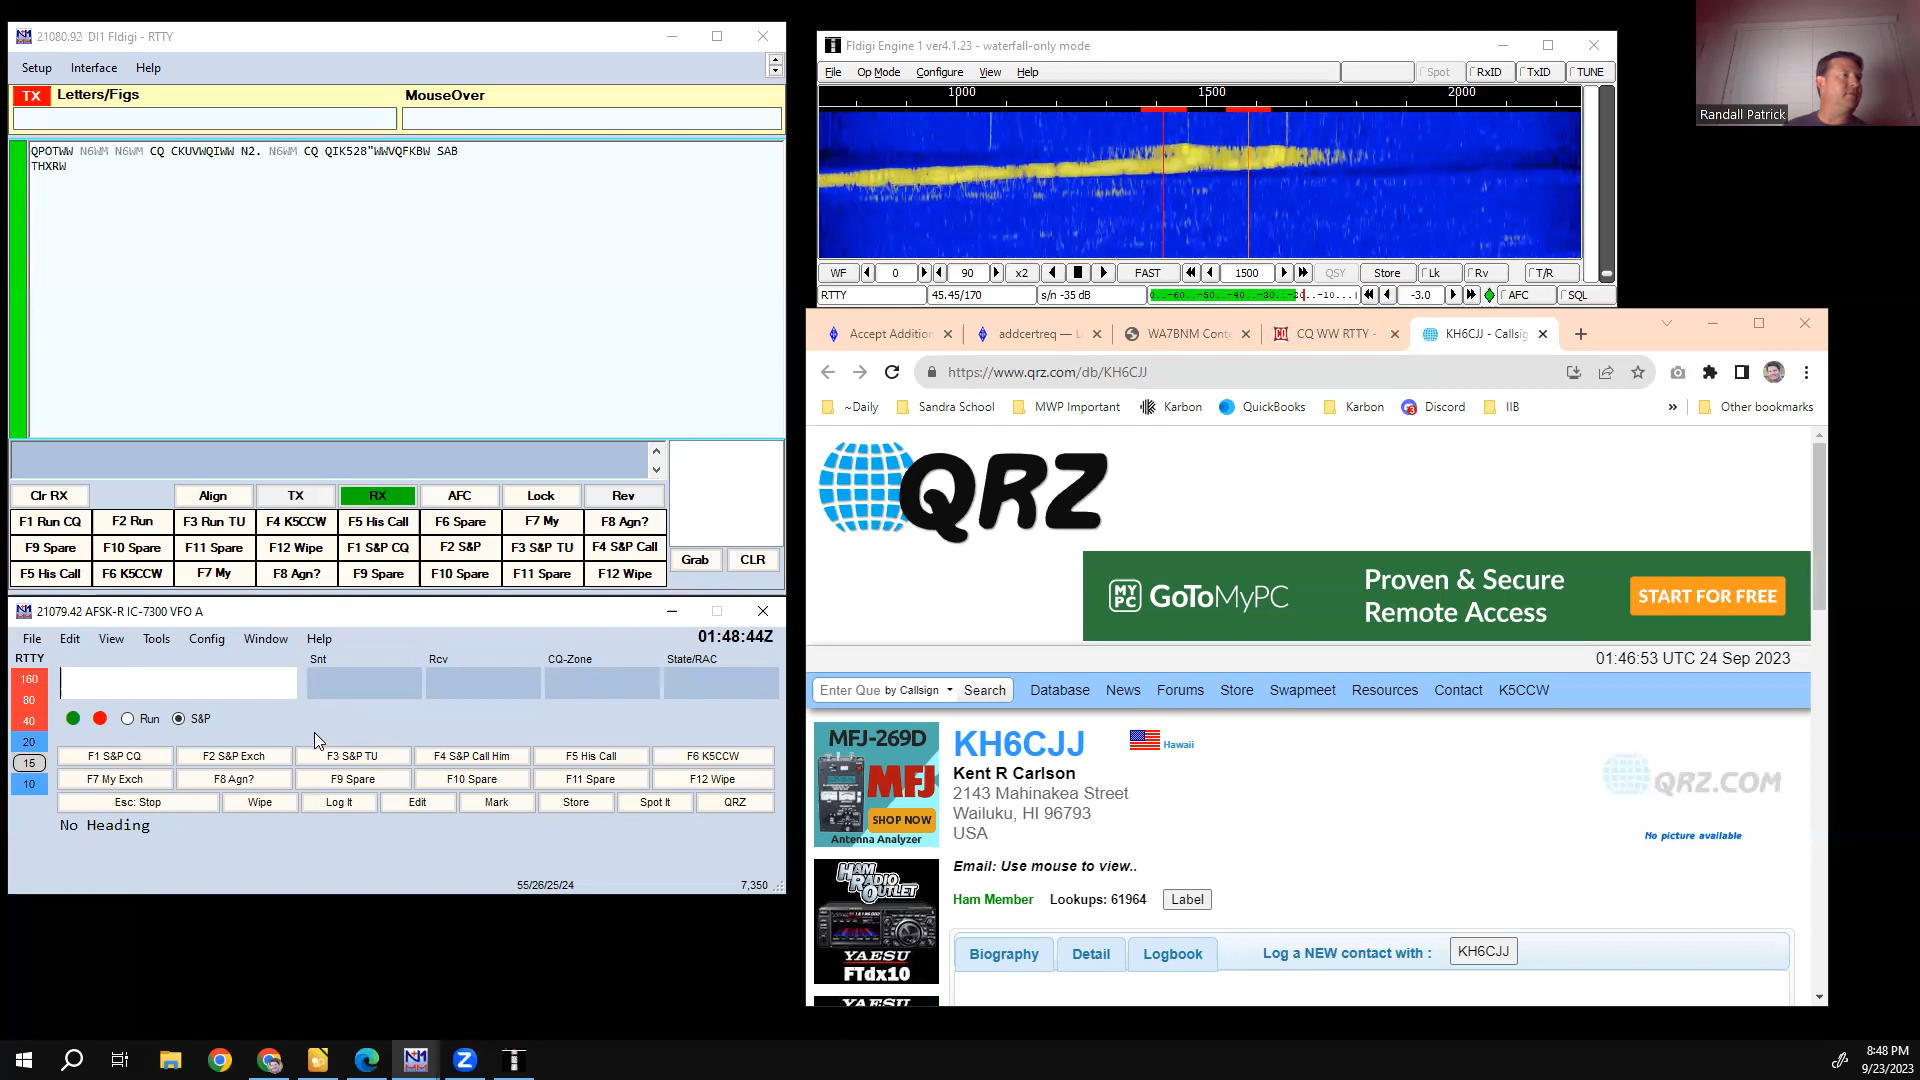 21080.92 DI1 Fldigi - RTTY
Setup Interface Help
TX Letters/Figs MouseOver
QPOTWW N6WM N6WM CQ CKUVWQIWW N2. N6WM CQ QIK528"WWVQFKBW SAB
THXRW
Clr RX Align TX RX AFC Lock Rev
F1 Run CQ F2 Run F3 Run TU F4 K5CCW F5 His Call F6 Spare F7 My F8 Agn?
F9 Spare F10 Spare F11 Spare F12 Wipe F1 S&P CQ F2 S&P F3 S&P TU F4 S&P Call
F5 His Call F6 K5CCW F7 My F8 Agn? F9 Spare F10 Spare F11 Spare F12 Wipe
Grab CLR
21079.42 AFSK-R IC-7300 VFO A
File Edit View Tools Config Window Help 01:48:44Z
RTTY Snt Rcv CQ-Zone State/RAC
160
80
40
20
15
10
Run S&P
F1 S&P CQ F2 S&P Exch F3 S&P TU F4 S&P Call Him F5 His Call F6 K5CCW
F7 My Exch F8 Agn? F9 Spare F10 Spare F11 Spare F12 Wipe
Esc: Stop Wipe Log It Edit Mark Store Spot It QRZ
No Heading
55/26/25/24 7,350
Fldigi Engine 1 ver4.1.23 - waterfall-only mode
File Op Mode Configure View Help Spot RxID TxID TUNE
1000 1500 2000
WF 0 90 x2 FAST 1500 QSY Store Lk Rv T/R
RTTY 45.45/170 s/n -35 dB -3.0 AFC SQL
Randall Patrick
Accept Addition addcertreq — WA7BNM Conte CQ WW RTTY - KH6CJJ - Callsig
https://www.qrz.com/db/KH6CJJ
~Daily Sandra School MWP Important Karbon QuickBooks Karbon Discord IIB » Other bookmarks
QRZ
MY PC GoToMyPC Proven & Secure Remote Access START FOR FREE
01:46:53 UTC 24 Sep 2023
Enter Que by Callsign Search Database News Forums Store Swapmeet Resources Contact K5CCW
MFJ-269D
MFJ
SHOP NOW
Antenna Analyzer
KH6CJJ Hawaii
Kent R Carlson
2143 Mahinakea Street
Wailuku, HI 96793
USA
QRZ.COM
No picture available
Email: Use mouse to view..
Ham Member Lookups: 61964 Label
HAM RADIO OUTLET
YAESU
FTdx10
YAESU
Biography Detail Logbook Log a NEW contact with : KH6CJJ
8:48 PM
9/23/2023